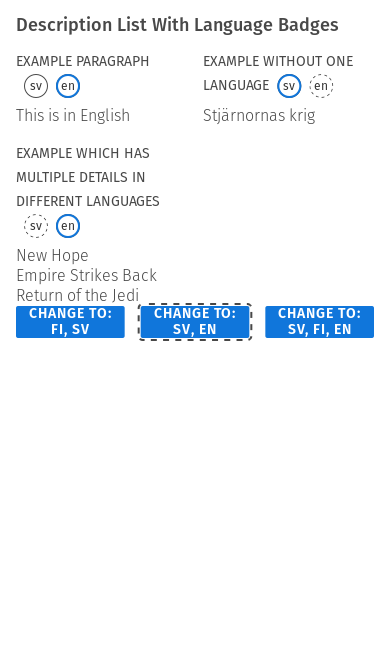 Description List With Language Badges
EXAMPLE PARAGRAPH
sv en
This is in English
EXAMPLE WITHOUT ONE
LANGUAGE sv en
Stjärnornas krig
EXAMPLE WHICH HAS
MULTIPLE DETAILS IN
DIFFERENT LANGUAGES
sv en
New Hope
Empire Strikes Back
Return of the Jedi
CHANGE TO:
FI, SV
CHANGE TO:
SV, EN
CHANGE TO:
SV, FI, EN